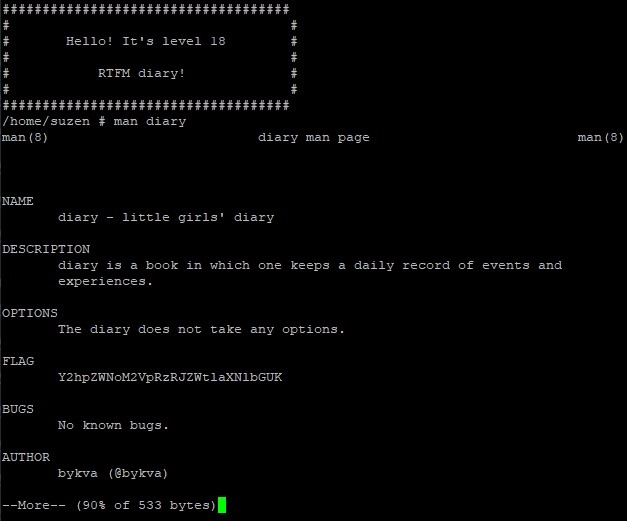 ####################################
#                                   #
#       Hello! It's level 18        #
#                                   #
#           RTFM diary!             #
#                                   #
####################################
/home/suzen # man diary
man(8)                          diary man page                          man(8)
NAME
       diary - little girls' diary
DESCRIPTION
       diary is a book in which one keeps a daily record of events and
       experiences.
OPTIONS
       The diary does not take any options.
FLAG
       Y2hpZWNoM2VpRzRJZWtlaXNlbGUK
BUGS
       No known bugs.
AUTHOR
       bykva (@bykva)
--More-- (90% of 533 bytes)